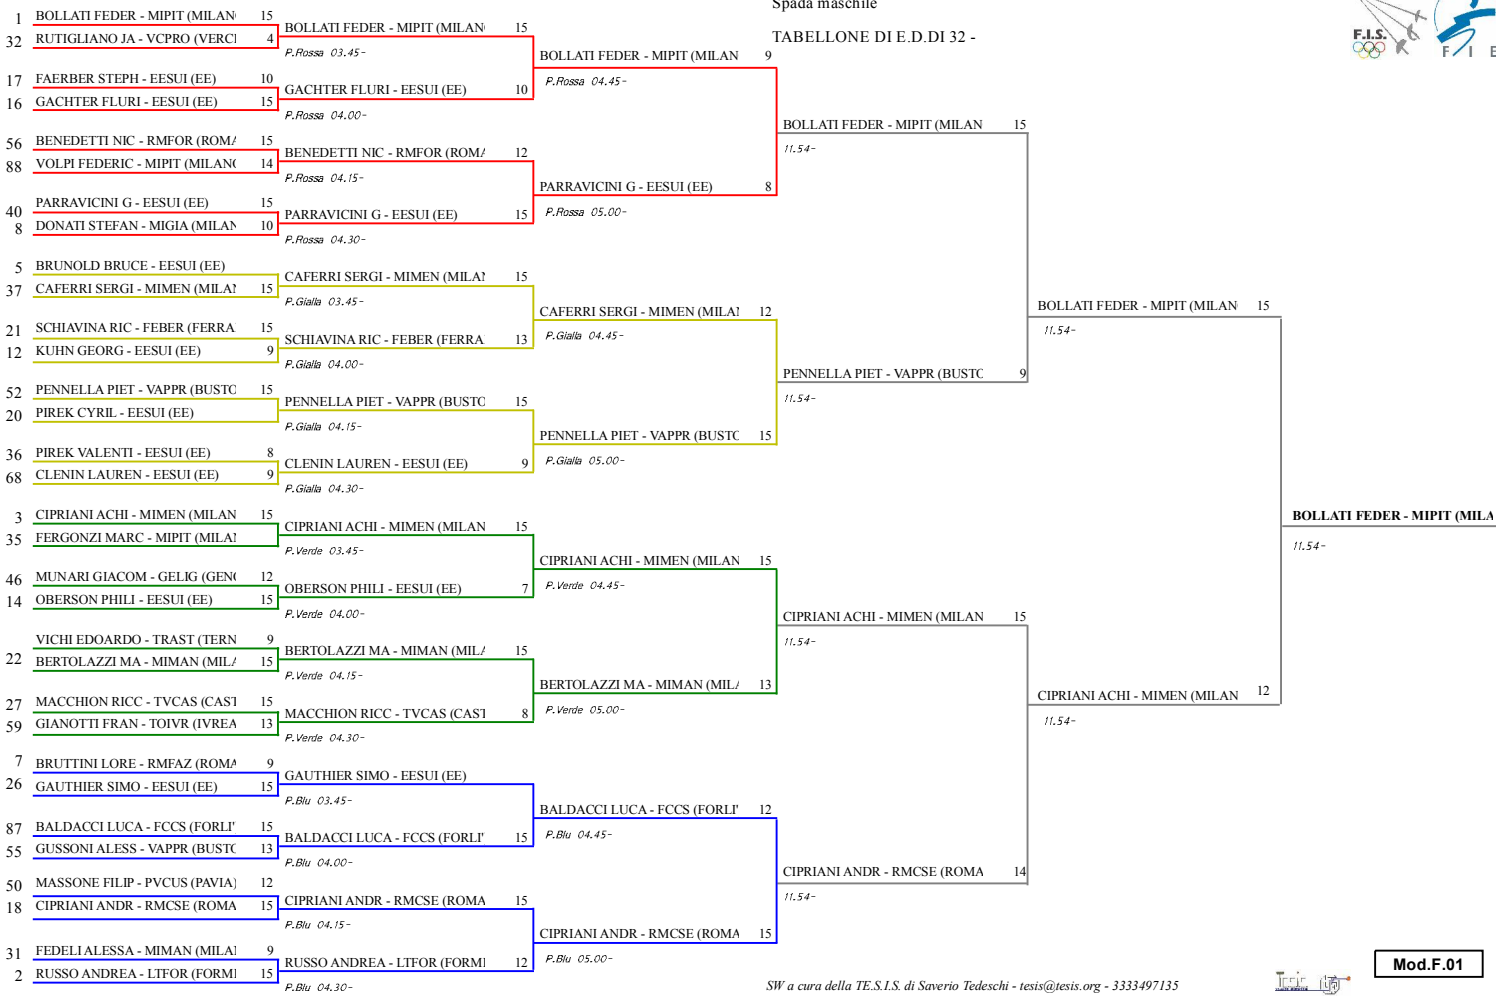 Spada maschile
TABELLONE DI E.D.DI 32 -
F.I.S.
F I E
1 BOLLATI FEDER - MIPIT (MILAN 15
32 RUTIGLIANO JA - VCPRO (VERCI 4
17 FAERBER STEPH - EESUI (EE) 10
16 GACHTER FLURI - EESUI (EE) 15
56 BENEDETTI NIC - RMFOR (ROMA 15
88 VOLPI FEDERIC - MIPIT (MILANO 14
40 PARRAVICINI G - EESUI (EE) 15
8 DONATI STEFAN - MIGIA (MILAN 10
5 BRUNOLD BRUCE - EESUI (EE)
37 CAFERRI SERGI - MIMEN (MILAN 15
21 SCHIAVINA RIC - FEBER (FERRA 15
12 KUHN GEORG - EESUI (EE) 9
52 PENNELLA PIET - VAPPR (BUSTO 15
20 PIREK CYRIL - EESUI (EE)
36 PIREK VALENTI - EESUI (EE) 8
68 CLENIN LAUREN - EESUI (EE) 9
3 CIPRIANI ACHI - MIMEN (MILAN 15
35 FERGONZI MARC - MIPIT (MILAN
46 MUNARI GIACOM - GELIG (GENO 12
14 OBERSON PHILI - EESUI (EE) 15
VICHI EDOARDO - TRAST (TERN 9
22 BERTOLAZZI MA - MIMAN (MILA 15
27 MACCHION RICC - TVCAS (CAST 15
59 GIANOTTI FRAN - TOIVR (IVREA 13
7 BRUTTINI LORE - RMFAZ (ROMA 9
26 GAUTHIER SIMO - EESUI (EE) 15
87 BALDACCI LUCA - FCCS (FORLI' 15
55 GUSSONI ALESS - VAPPR (BUSTO 13
50 MASSONE FILIP - PVCUS (PAVIA) 12
18 CIPRIANI ANDR - RMCSE (ROMA 15
31 FEDELI ALESSA - MIMAN (MILAN 9
2 RUSSO ANDREA - LTFOR (FORMI 15
BOLLATI FEDER - MIPIT (MILAN 15
P.Rossa 03.45-
GACHTER FLURI - EESUI (EE) 10
P.Rossa 04.00-
BENEDETTI NIC - RMFOR (ROMA 12
P.Rossa 04.15-
PARRAVICINI G - EESUI (EE) 15
P.Rossa 04.30-
CAFERRI SERGI - MIMEN (MILAN 15
P.Gialla 03.45-
SCHIAVINA RIC - FEBER (FERRA 13
P.Gialla 04.00-
PENNELLA PIET - VAPPR (BUSTO 15
P.Gialla 04.15-
CLENIN LAUREN - EESUI (EE) 9
P.Gialla 04.30-
CIPRIANI ACHI - MIMEN (MILAN 15
P.Verde 03.45-
OBERSON PHILI - EESUI (EE) 7
P.Verde 04.00-
BERTOLAZZI MA - MIMAN (MILA 15
P.Verde 04.15-
MACCHION RICC - TVCAS (CAST 8
P.Verde 04.30-
GAUTHIER SIMO - EESUI (EE)
P.Blu 03.45-
BALDACCI LUCA - FCCS (FORLI' 15
P.Blu 04.00-
CIPRIANI ANDR - RMCSE (ROMA 15
P.Blu 04.15-
RUSSO ANDREA - LTFOR (FORMI 12
P.Blu 04.30-
BOLLATI FEDER - MIPIT (MILAN 9
P.Rossa 04.45-
PARRAVICINI G - EESUI (EE) 8
P.Rossa 05.00-
CAFERRI SERGI - MIMEN (MILAN 12
P.Gialla 04.45-
PENNELLA PIET - VAPPR (BUSTO 15
P.Gialla 05.00-
CIPRIANI ACHI - MIMEN (MILAN 15
P.Verde 04.45-
BERTOLAZZI MA - MIMAN (MILA 13
P.Verde 05.00-
BALDACCI LUCA - FCCS (FORLI' 12
P.Blu 04.45-
CIPRIANI ANDR - RMCSE (ROMA 15
P.Blu 05.00-
BOLLATI FEDER - MIPIT (MILAN 15
11.54-
PENNELLA PIET - VAPPR (BUSTO 9
11.54-
CIPRIANI ACHI - MIMEN (MILAN 15
11.54-
CIPRIANI ANDR - RMCSE (ROMA 14
11.54-
BOLLATI FEDER - MIPIT (MILAN 15
11.54-
CIPRIANI ACHI - MIMEN (MILAN 12
11.54-
BOLLATI FEDER - MIPIT (MILA
11.54-
SW a cura della TE.S.I.S. di Saverio Tedeschi - tesis@tesis.org - 3333497135
Mod.F.01